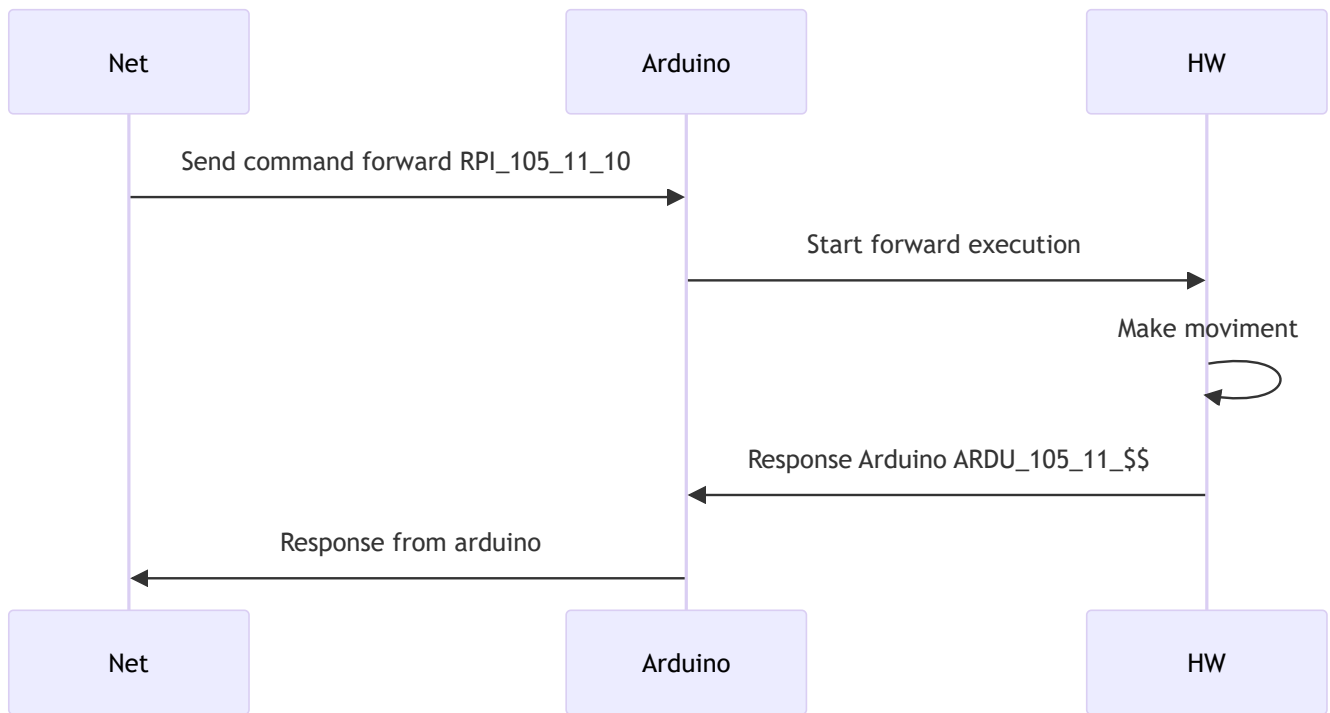 Net
Arduino
HW
Send command forward RPI_105_11_10
Start forward execution
Make moviment
Response Arduino ARDU_105_11_$$
Response from arduino
Net
Arduino
HW